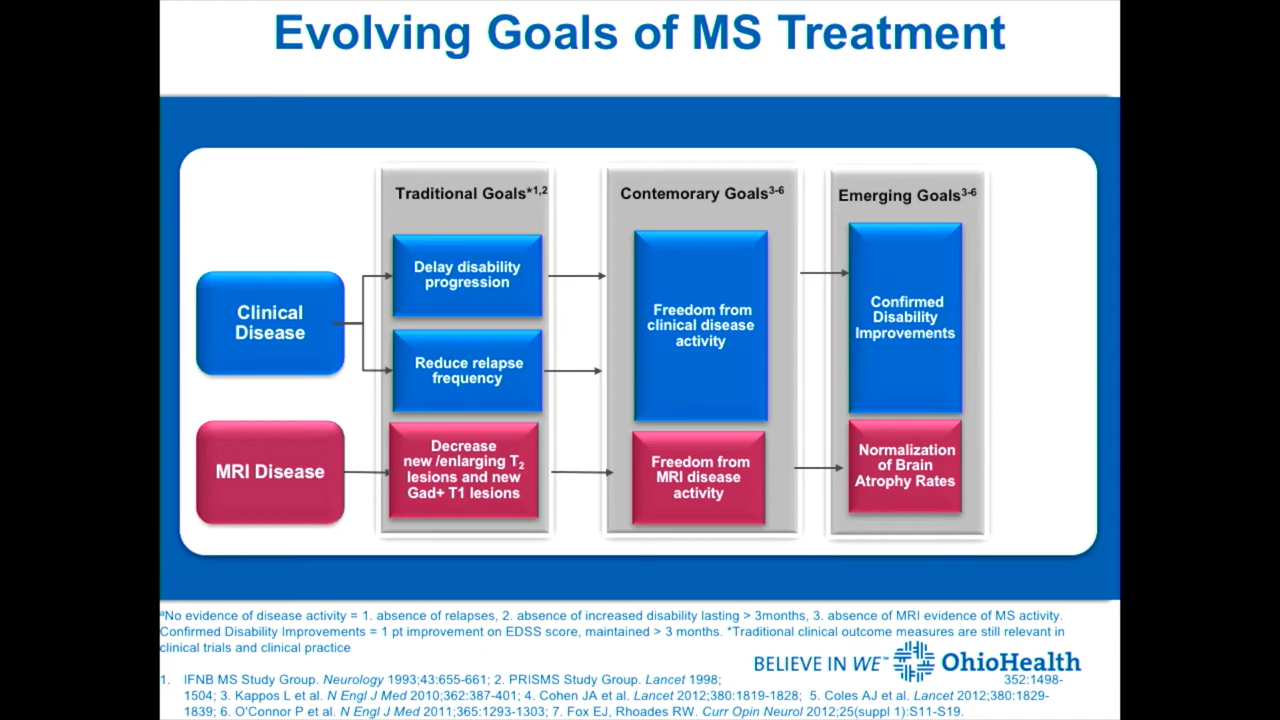 Evolving Goals of MS Treatment
Traditional Goals*1,2
Contemorary Goals3-6
Emerging Goals3-6
Clinical
Disease
Delay disability
progression
Reduce relapse
frequency
Freedom from
clinical disease
activity
Confirmed
Disability
Improvements
MRI Disease
Decrease
new /enlarging T2
lesions and new
Gad+ T1 lesions
Freedom from
MRI disease
activity
Normalization
of Brain
Atrophy Rates
aNo evidence of disease activity = 1. absence of relapses, 2. absence of increased disability lasting > 3months, 3. absence of MRI evidence of MS activity.
Confirmed Disability Improvements = 1 pt improvement on EDSS score, maintained > 3 months. *Traditional clinical outcome measures are still relevant in
clinical trials and clinical practice
BELIEVE IN WE™ OhioHealth
1. IFNB MS Study Group. Neurology 1993;43:655-661; 2. PRISMS Study Group. Lancet 1998; 352:1498-
1504; 3. Kappos L et al. N Engl J Med 2010;362:387-401; 4. Cohen JA et al. Lancet 2012;380:1819-1828; 5. Coles AJ et al. Lancet 2012;380:1829-
1839; 6. O'Connor P et al. N Engl J Med 2011;365:1293-1303; 7. Fox EJ, Rhoades RW. Curr Opin Neurol 2012;25(suppl 1):S11-S19.